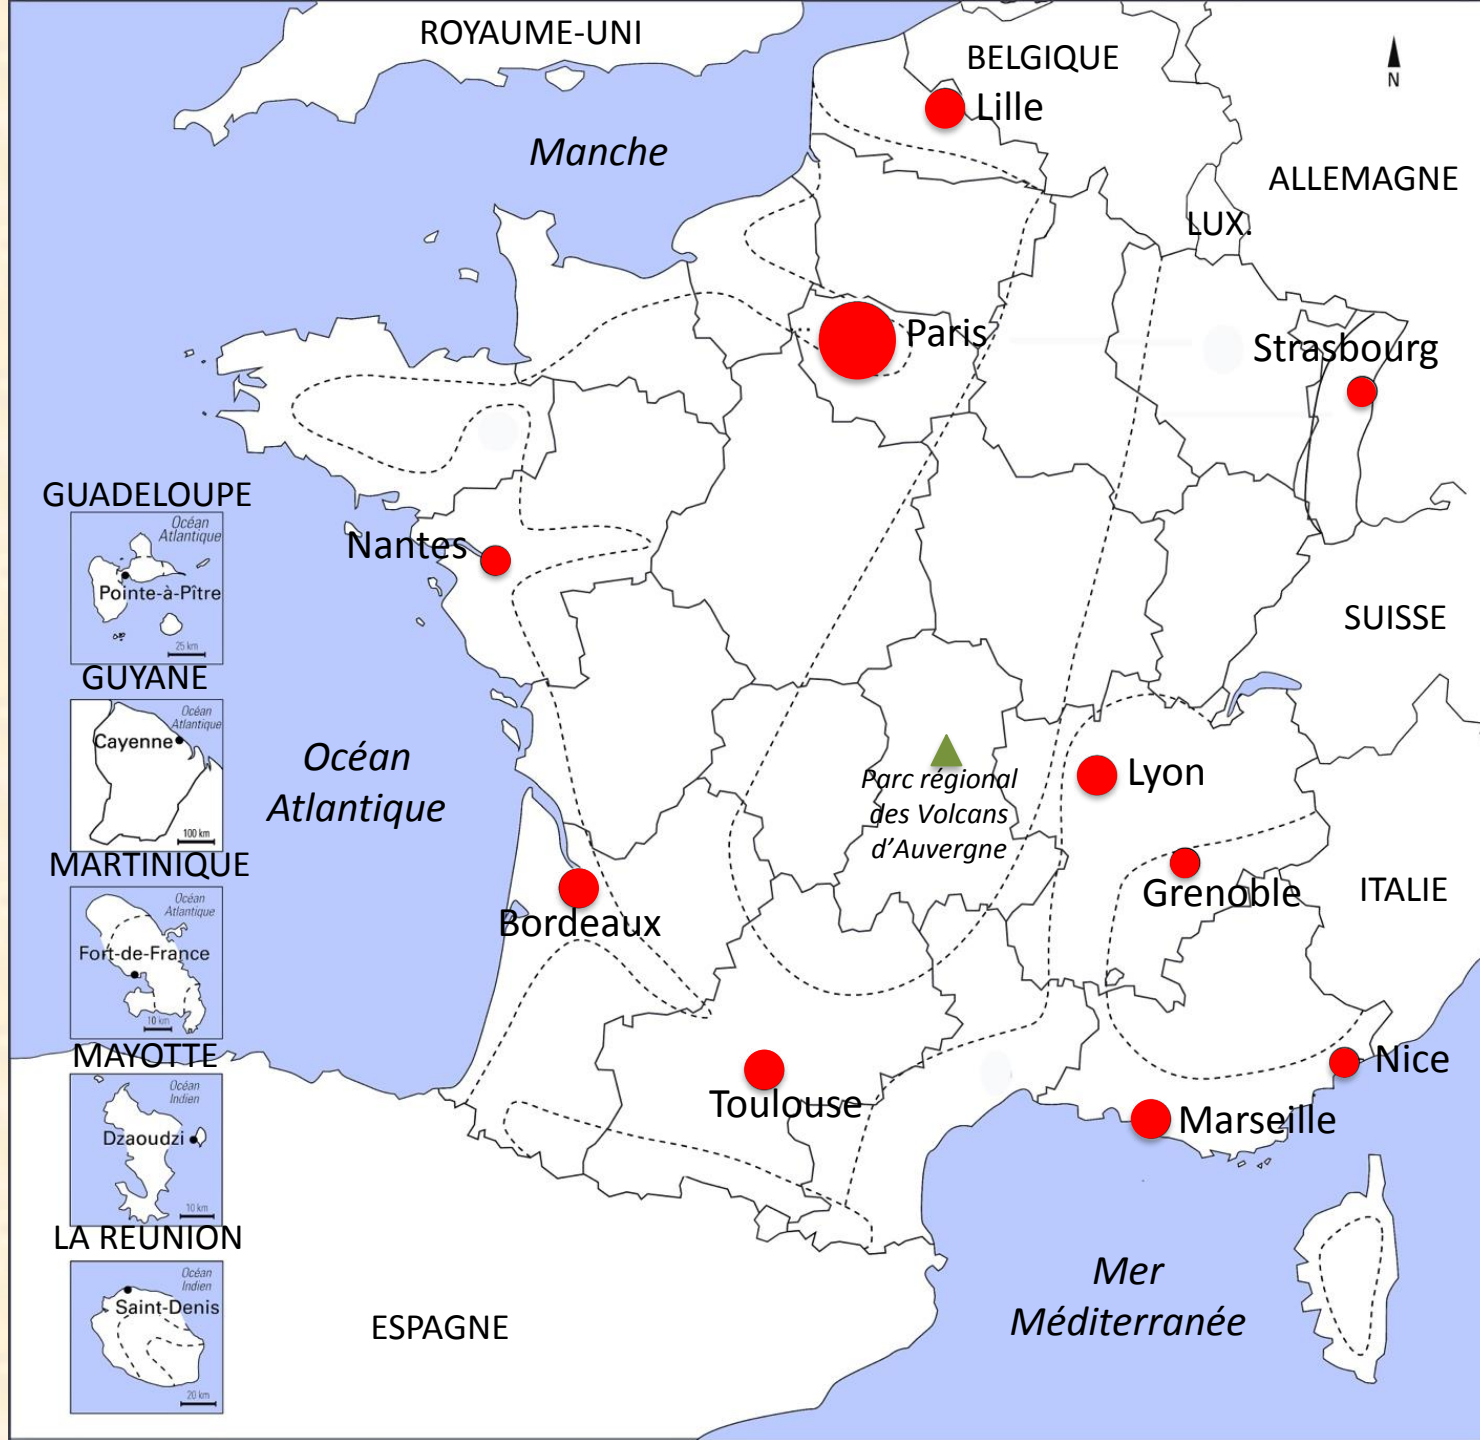 ROYAUME-UNI
BELGIQUE
N
Lille
Manche
ALLEMAGNE
LUX.
Paris
Strasbourg
GUADELOUPE
Océan
Atlantique
Pointe-à-Pître
25 km
Nantes
SUISSE
GUYANE
Océan
Atlantique
Cayenne
100 km
Océan
Atlantique
Parc régional
des Volcans
d’Auvergne
Lyon
MARTINIQUE
Océan
Atlantique
Fort-de-France
10 km
Bordeaux
Grenoble
ITALIE
MAYOTTE
Océan
Indien
Dzaoudzi
10 km
Toulouse
Nice
Marseille
LA REUNION
Océan
Indien
Saint-Denis
20 km
ESPAGNE
Mer
Méditerranée